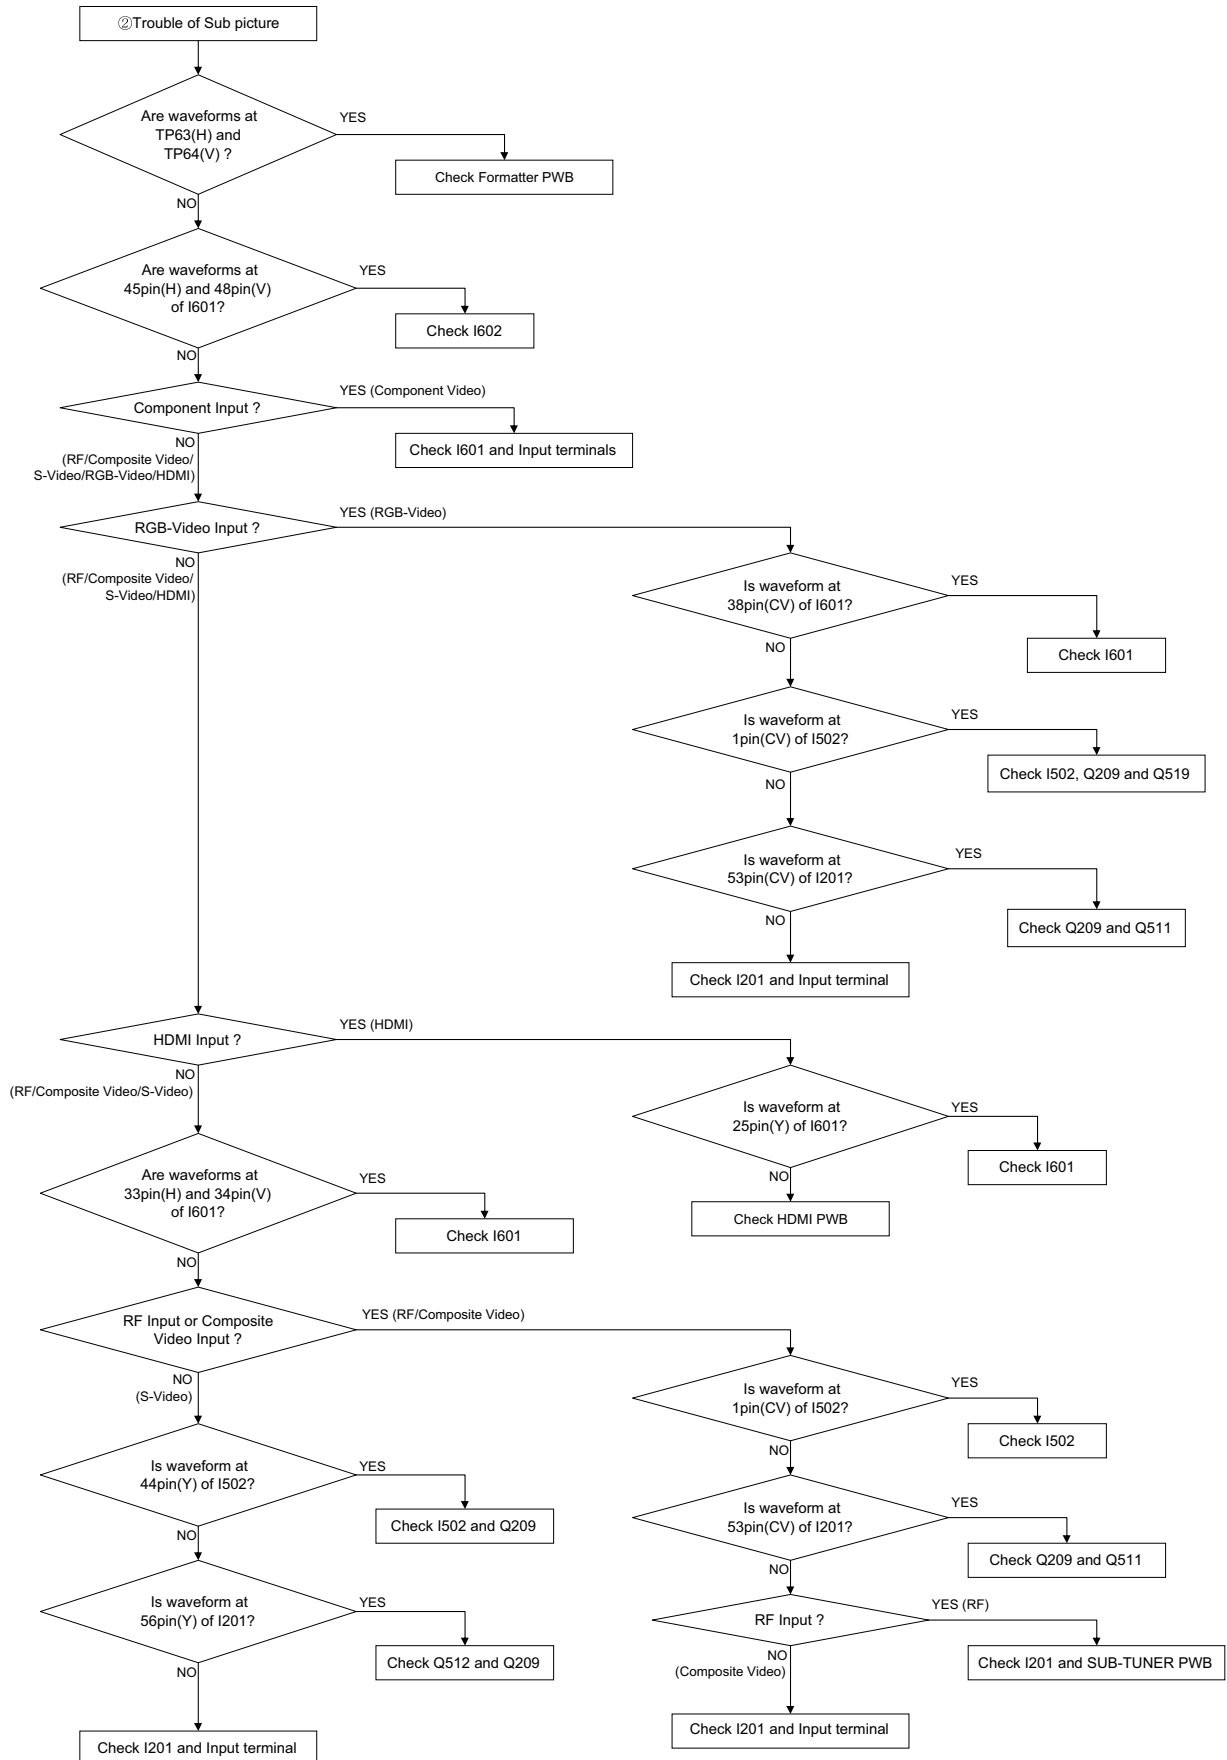 ②Trouble of Sub picture
Are waveforms at
TP63(H) and
TP64(V) ?
YES
Check Formatter PWB
NO
Are waveforms at
45pin(H) and 48pin(V)
of I601?
YES
Check I602
NO
Component Input ?
YES (Component Video)
Check I601 and Input terminals
NO
(RF/Composite Video/
S-Video/RGB-Video/HDMI)
RGB-Video Input ?
YES (RGB-Video)
NO
(RF/Composite Video/
S-Video/HDMI)
Is waveform at
38pin(CV) of I601?
YES
Check I601
NO
Is waveform at
1pin(CV) of I502?
YES
Check I502, Q209 and Q519
NO
Is waveform at
53pin(CV) of I201?
YES
Check Q209 and Q511
NO
Check I201 and Input terminal
HDMI Input ?
YES (HDMI)
NO
(RF/Composite Video/S-Video)
Is waveform at
25pin(Y) of I601?
YES
Check I601
NO
Check HDMI PWB
Are waveforms at
33pin(H) and 34pin(V)
of I601?
YES
Check I601
NO
RF Input or Composite
Video Input ?
YES (RF/Composite Video)
NO
(S-Video)
Is waveform at
1pin(CV) of I502?
YES
Check I502
NO
Is waveform at
44pin(Y) of I502?
YES
Check I502 and Q209
NO
Is waveform at
53pin(CV) of I201?
YES
Check Q209 and Q511
NO
Is waveform at
56pin(Y) of I201?
YES
Check Q512 and Q209
NO
RF Input ?
YES (RF)
Check I201 and SUB-TUNER PWB
NO
(Composite Video)
Check I201 and Input terminal
Check I201 and Input terminal